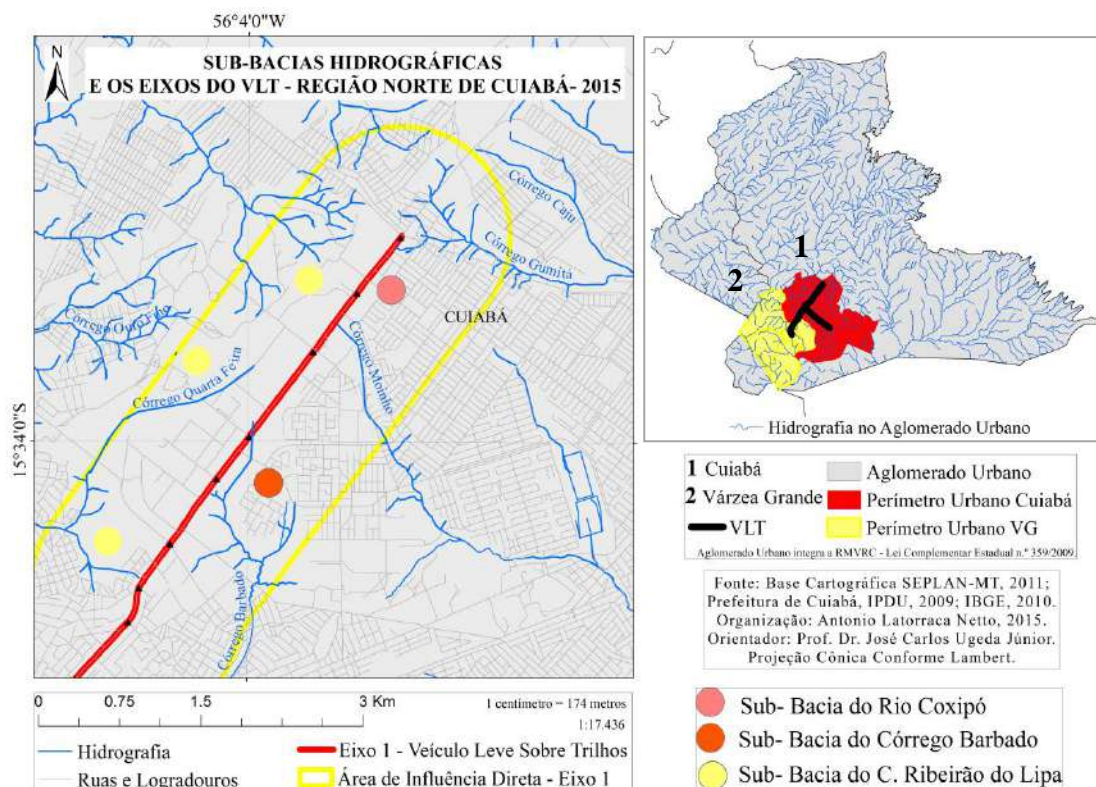 56°4'0"W
N
SUB-BACIAS HIDROGRÁFICAS
E OS EIXOS DO VLT - REGIÃO NORTE DE CUIABÁ- 2015
Córrego Caju
Córrego Gumitá
CUIABÁ
Córrego Ouro Fino
Córrego Quarta Feira
Córrego Moinho
15°34'0"S
Córrego Barbado
0 0.75 1.5 3 Km
1 centímetro = 174 metros
1:17.436
Hidrografia
Ruas e Logradouros
Eixo 1 - Veículo Leve Sobre Trilhos
Área de Influência Direta - Eixo 1
1
2
Hidrografia no Aglomerado Urbano
1 Cuiabá
2 Várzea Grande
VLT
Aglomerado Urbano
Perímetro Urbano Cuiabá
Perímetro Urbano VG
Aglomerado Urbano integra a RMVRC - Lei Complementar Estadual n.° 359/2009.
Fonte: Base Cartográfica SEPLAN-MT, 2011;
Prefeitura de Cuiabá, IPDU, 2009; IBGE, 2010.
Organização: Antonio Latorraca Netto, 2015.
Orientador: Prof. Dr. José Carlos Ugeda Júnior.
Projeção Cônica Conforme Lambert.
Sub- Bacia do Rio Coxipó
Sub- Bacia do Córrego Barbado
Sub- Bacia do C. Ribeirão do Lipa